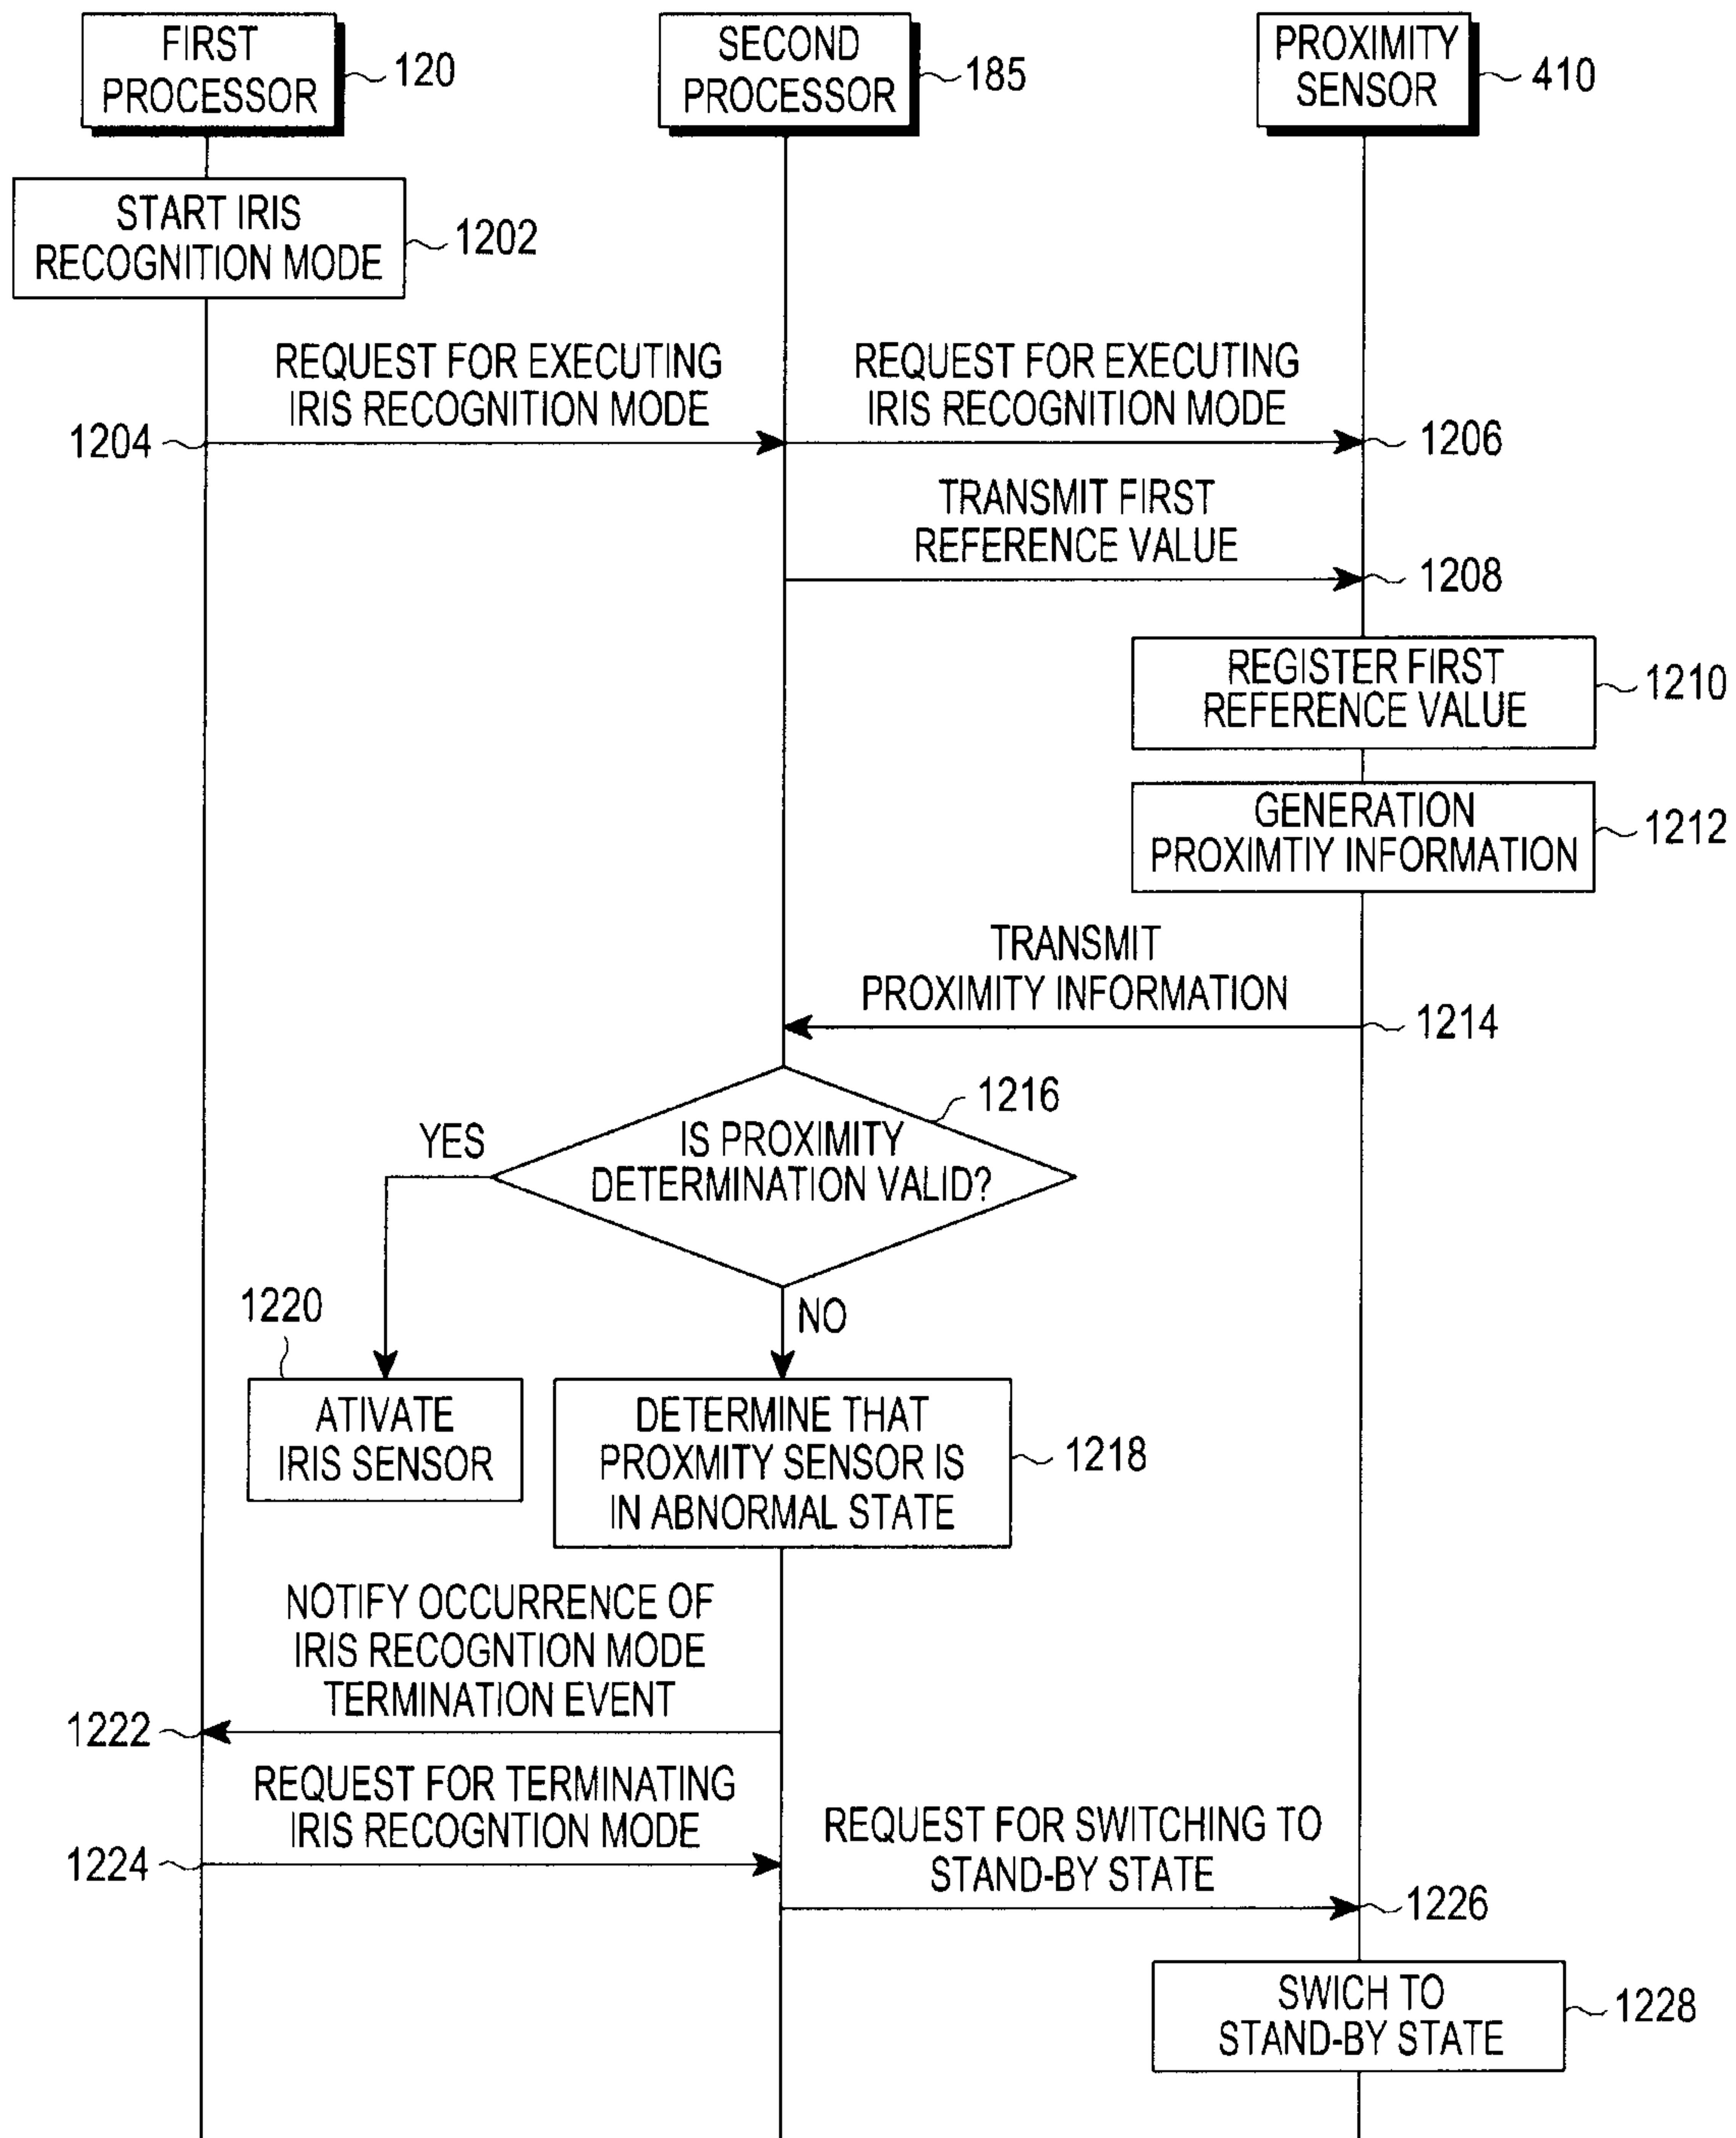 FIRST
PROCESSOR
120
SECOND
PROCESSOR
185
PROXIMITY
SENSOR
410
START IRIS
RECOGNITION MODE
1202
REQUEST FOR EXECUTING
IRIS RECOGNITION MODE
1204
REQUEST FOR EXECUTING
IRIS RECOGNITION MODE
1206
TRANSMIT FIRST
REFERENCE VALUE
1208
REGISTER FIRST
REFERENCE VALUE
1210
GENERATION
PROXIMTIY INFORMATION
1212
TRANSMIT
PROXIMITY INFORMATION
1214
1216
IS PROXIMITY
DETERMINATION VALID?
YES
NO
1220
ATIVATE
IRIS SENSOR
DETERMINE THAT
PROXMITY SENSOR IS
IN ABNORMAL STATE
1218
NOTIFY OCCURRENCE OF
IRIS RECOGNTION MODE
TERMINATION EVENT
1222
REQUEST FOR TERMINATING
IRIS RECOGNTION MODE
1224
REQUEST FOR SWITCHING TO
STAND-BY STATE
1226
SWICH TO
STAND-BY STATE
1228